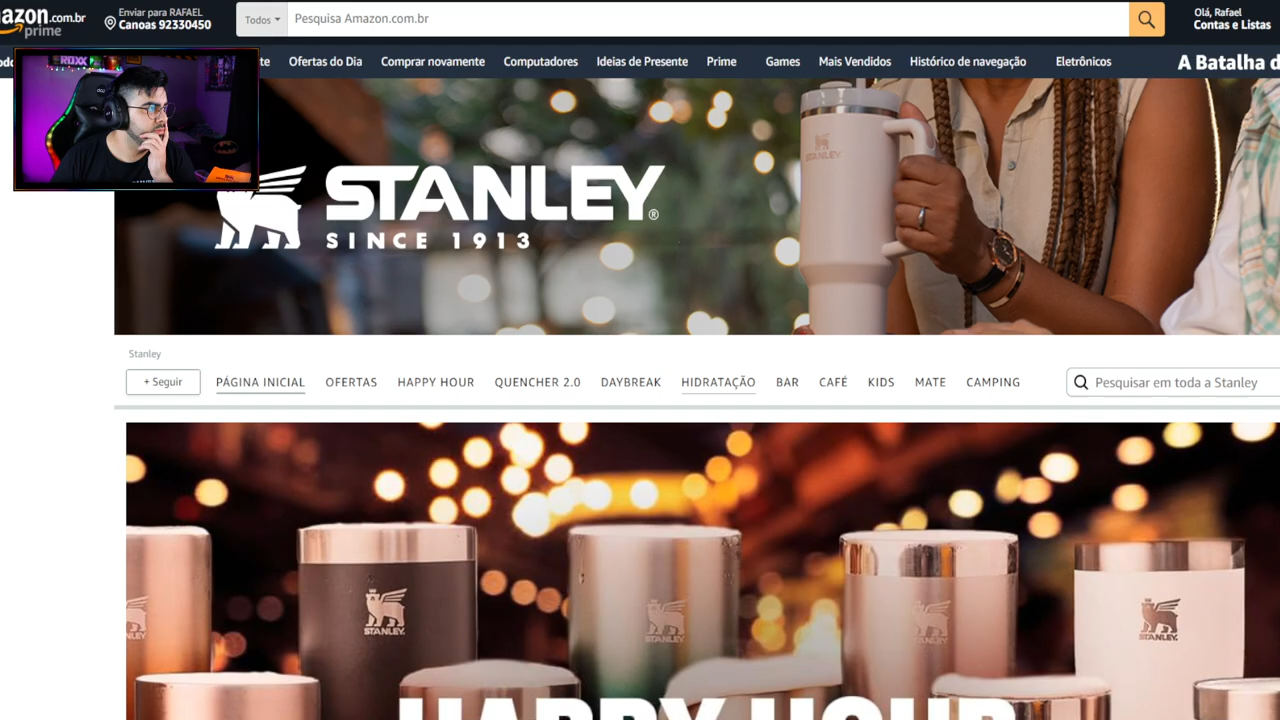 azon.com.br
prime
Enviar para RAFAEL
Canoas 92330450
Todos
Pesquisa Amazon.com.br
Olá, Rafael
Contas e Listas
Ofertas do Dia
Comprar novamente
Computadores
Ideias de Presente
Prime
Games
Mais Vendidos
Histórico de navegação
Eletrônicos
A Batalha d
ROXX
STANLEY®
SINCE 1913
STANLEY
Stanley
+ Seguir
PÁGINA INICIAL
OFERTAS
HAPPY HOUR
QUENCHER 2.0
DAYBREAK
HIDRATAÇÃO
BAR
CAFÉ
KIDS
MATE
CAMPING
Pesquisar em toda a Stanley
STANLEY
STANLEY
STANLEY
STANLEY
HAPPY HOUR